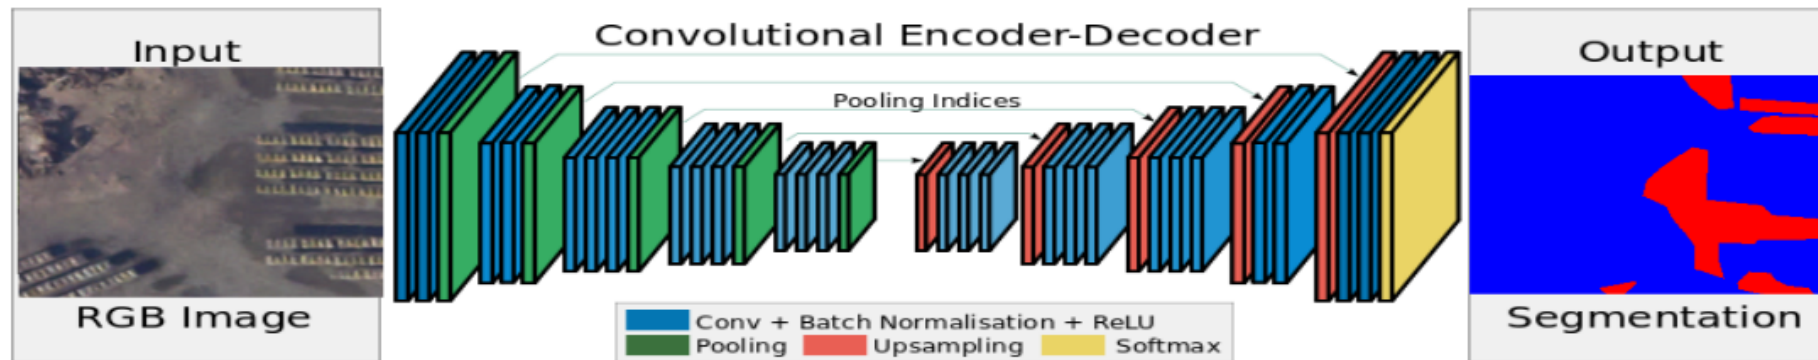 Input
RGB Image
Convolutional Encoder-Decoder
Pooling Indices
Conv + Batch Normalisation + ReLU
Pooling
Upsampling
Softmax
Output
Segmentation